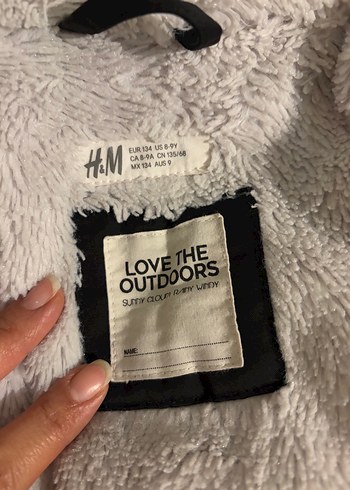 H&M
EUR 134 US 8-9Y
CA 8-9A CN 135/68
MX 134 AUS 9
LOVE THE
OUTDOORS
SUNNY CLOUDY RAINY WINDY
NAME: